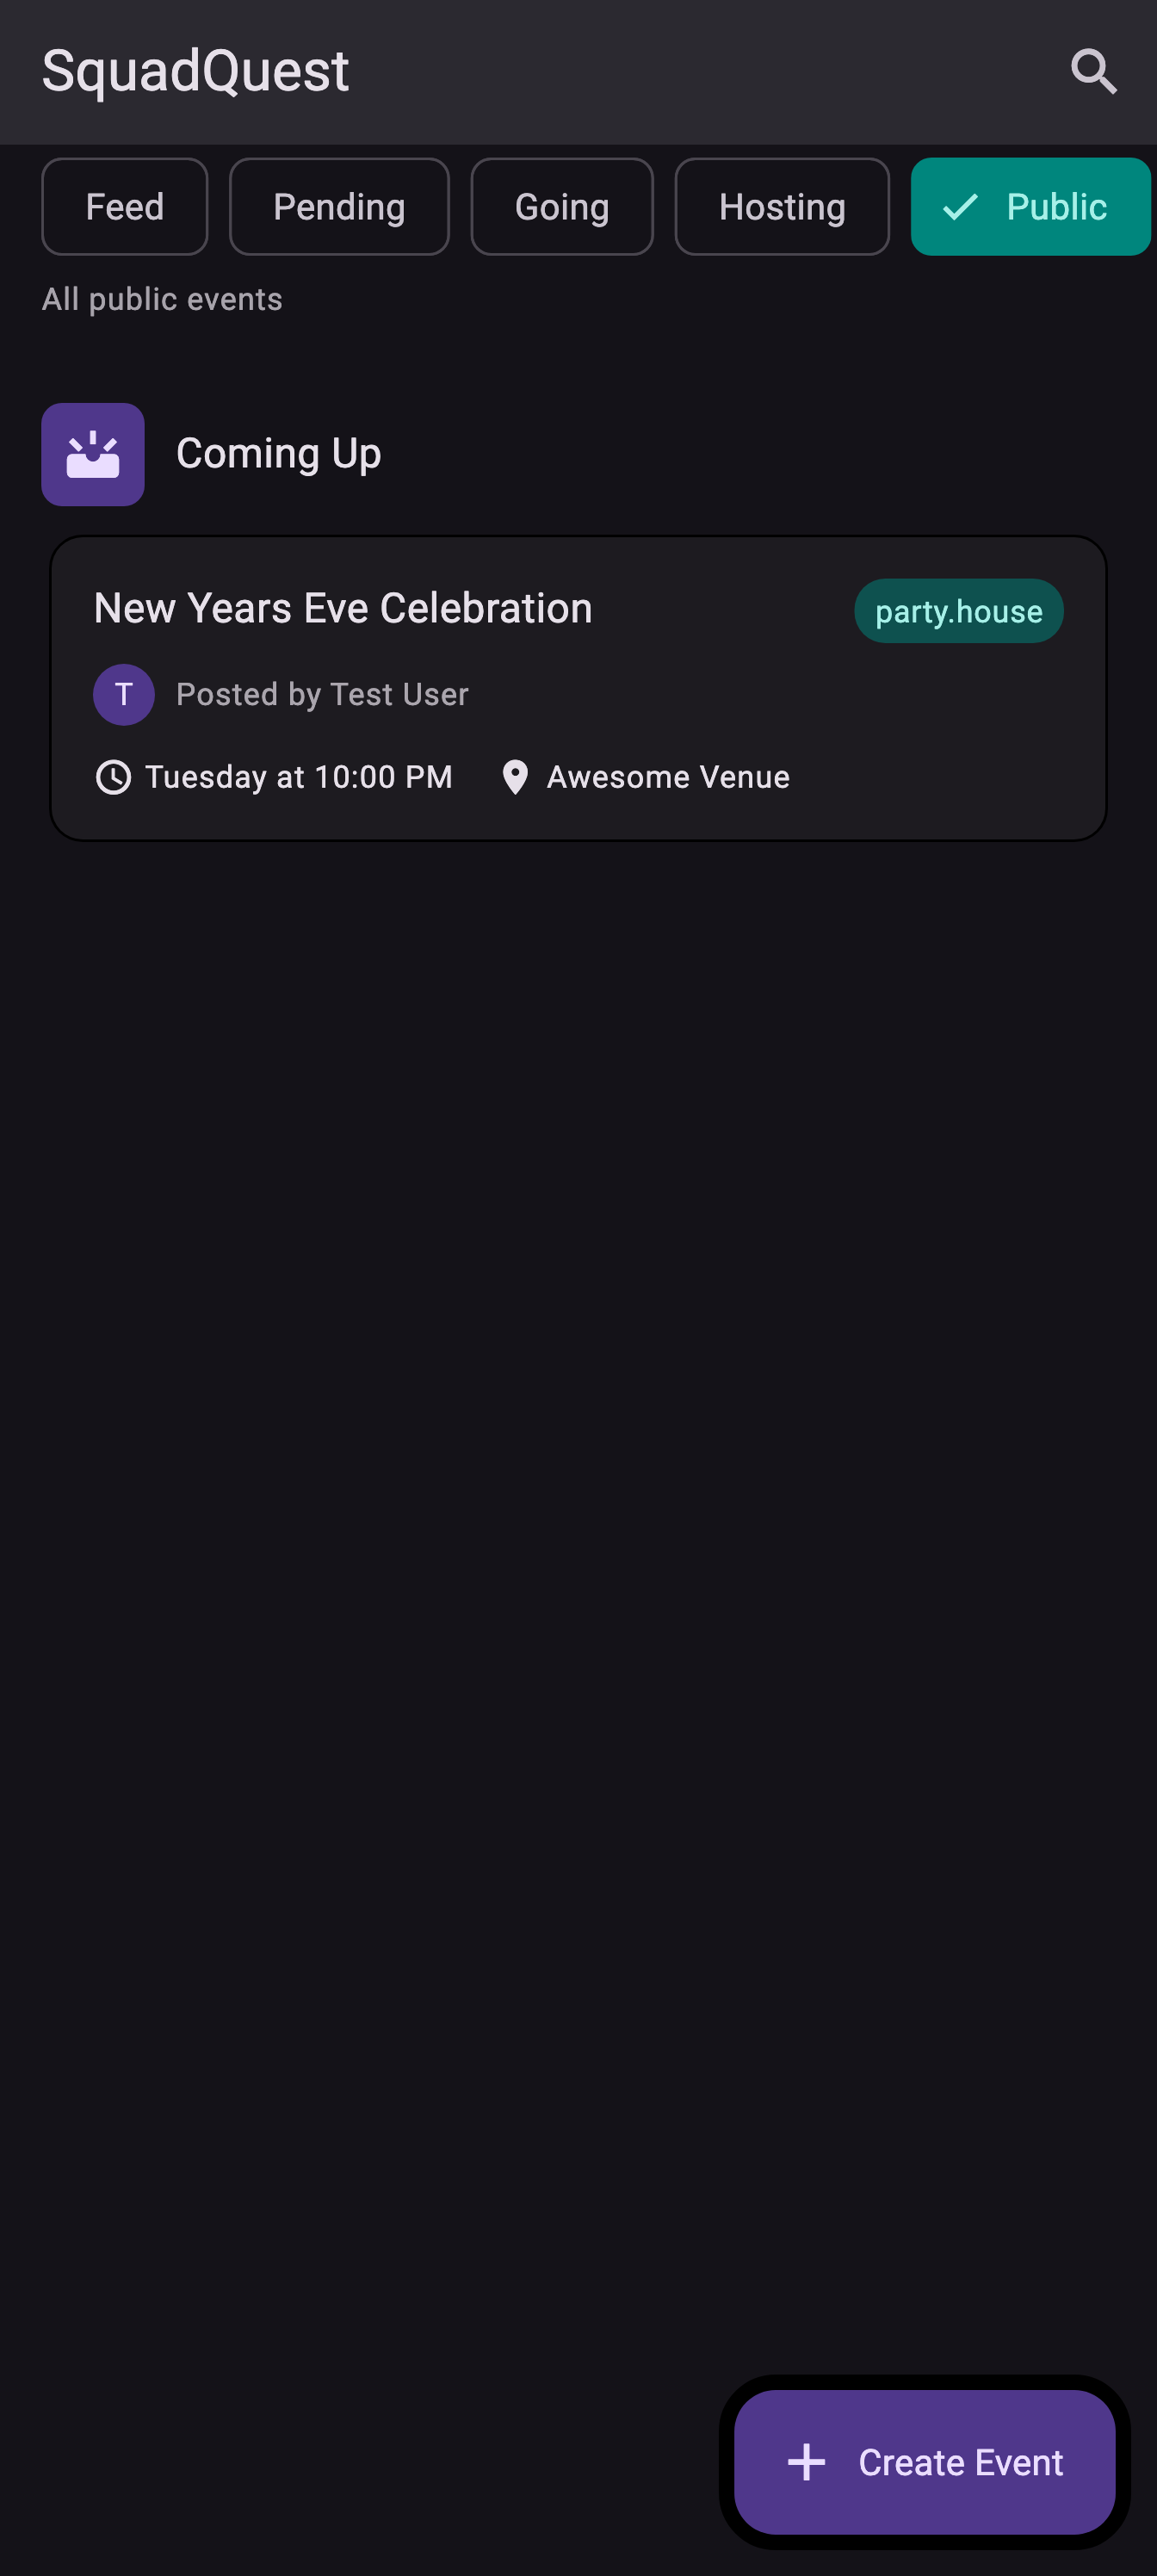 SquadQuest
Feed Pending Going Hosting Public
All public events
Coming Up
New Years Eve Celebration party.house
T Posted by Test User
Tuesday at 10:00 PM Awesome Venue
Create Event